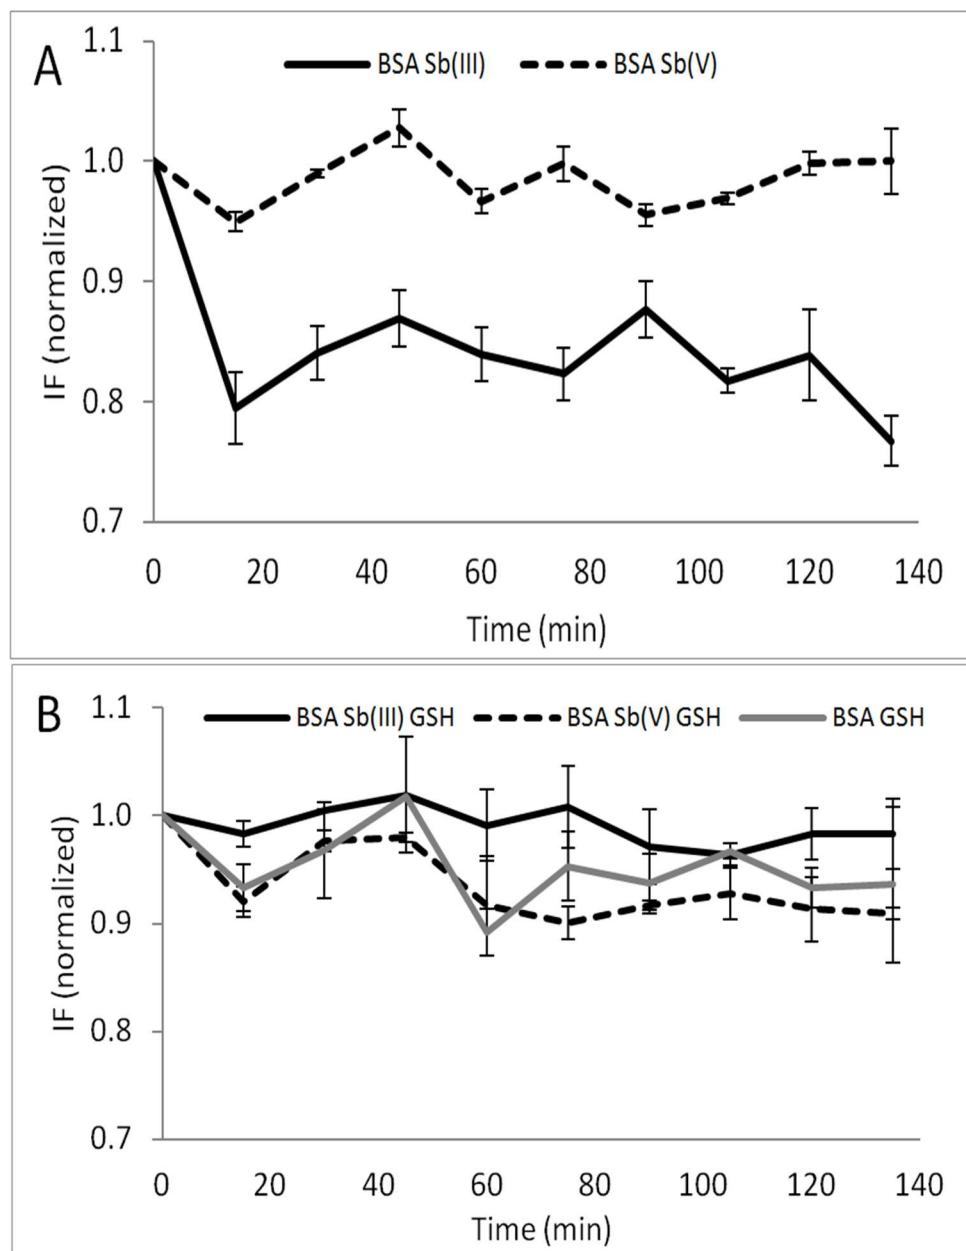 A
BSA Sb(III) BSA Sb(V)
1.1
1.0
0.9
0.8
0.7
IF (normalized)
0 20 40 60 80 100 120 140
Time (min)
B
BSA Sb(III) GSH BSA Sb(V) GSH BSA GSH
1.1
1.0
0.9
0.8
0.7
IF (normalized)
0 20 40 60 80 100 120 140
Time (min)